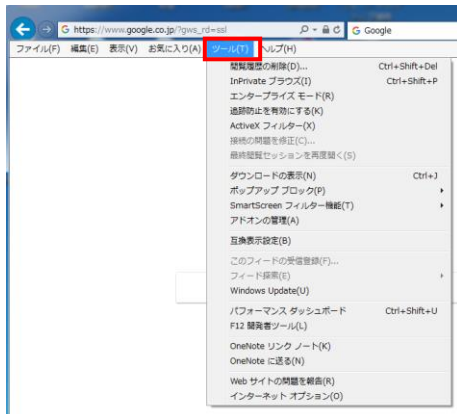 G https://www.google.co.jp/?gws_rd=ssl
G Google
ファイル(F) 編集(E) 表示(V) お気に入り(A) ツール(T) ヘルプ(H)
閲覧履歴の削除(D)... Ctrl+Shift+Del
InPrivate ブラウズ(I) Ctrl+Shift+P
エンタープライズ モード(R)
追跡防止を有効にする(K)
ActiveX フィルター(X)
接続の問題を修正(C)...
最終閲覧セッションを再度開く(S)
ダウンロードの表示(N) Ctrl+J
ポップアップ ブロック(P)
SmartScreen フィルター機能(T)
アドオンの管理(A)
互換表示設定(B)
このフィードの受信登録(F)...
フィード探索(E)
Windows Update(U)
パフォーマンス ダッシュボード Ctrl+Shift+U
F12 開発者ツール(L)
OneNote リンク ノート(K)
OneNote に送る(N)
Web サイトの問題を報告(R)
インターネット オプション(O)